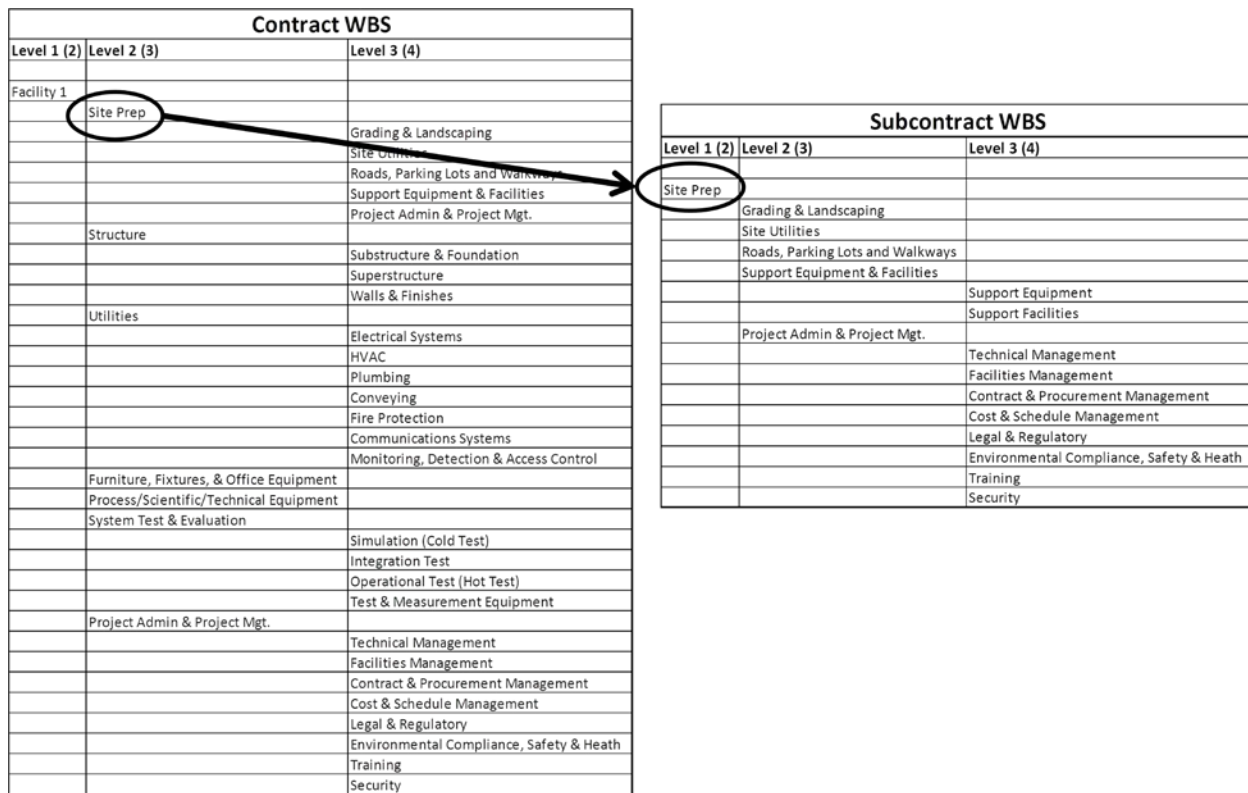 Contract WBS
Level 1 (2) Level 2 (3) Level 3 (4)
Facility 1
Site Prep
Grading & Landscaping
Site Utilities
Roads, Parking Lots and Walkways
Support Equipment & Facilities
Project Admin & Project Mgt.
Structure
Substructure & Foundation
Superstructure
Walls & Finishes
Utilities
Electrical Systems
HVAC
Plumbing
Conveying
Fire Protection
Communications Systems
Monitoring, Detection & Access Control
Furniture, Fixtures, & Office Equipment
Process/Scientific/Technical Equipment
System Test & Evaluation
Simulation (Cold Test)
Integration Test
Operational Test (Hot Test)
Test & Measurement Equipment
Project Admin & Project Mgt.
Technical Management
Facilities Management
Contract & Procurement Management
Cost & Schedule Management
Legal & Regulatory
Environmental Compliance, Safety & Heath
Training
Security
Subcontract WBS
Level 1 (2) Level 2 (3) Level 3 (4)
Site Prep
Grading & Landscaping
Site Utilities
Roads, Parking Lots and Walkways
Support Equipment & Facilities
Support Equipment
Support Facilities
Project Admin & Project Mgt.
Technical Management
Facilities Management
Contract & Procurement Management
Cost & Schedule Management
Legal & Regulatory
Environmental Compliance, Safety & Heath
Training
Security